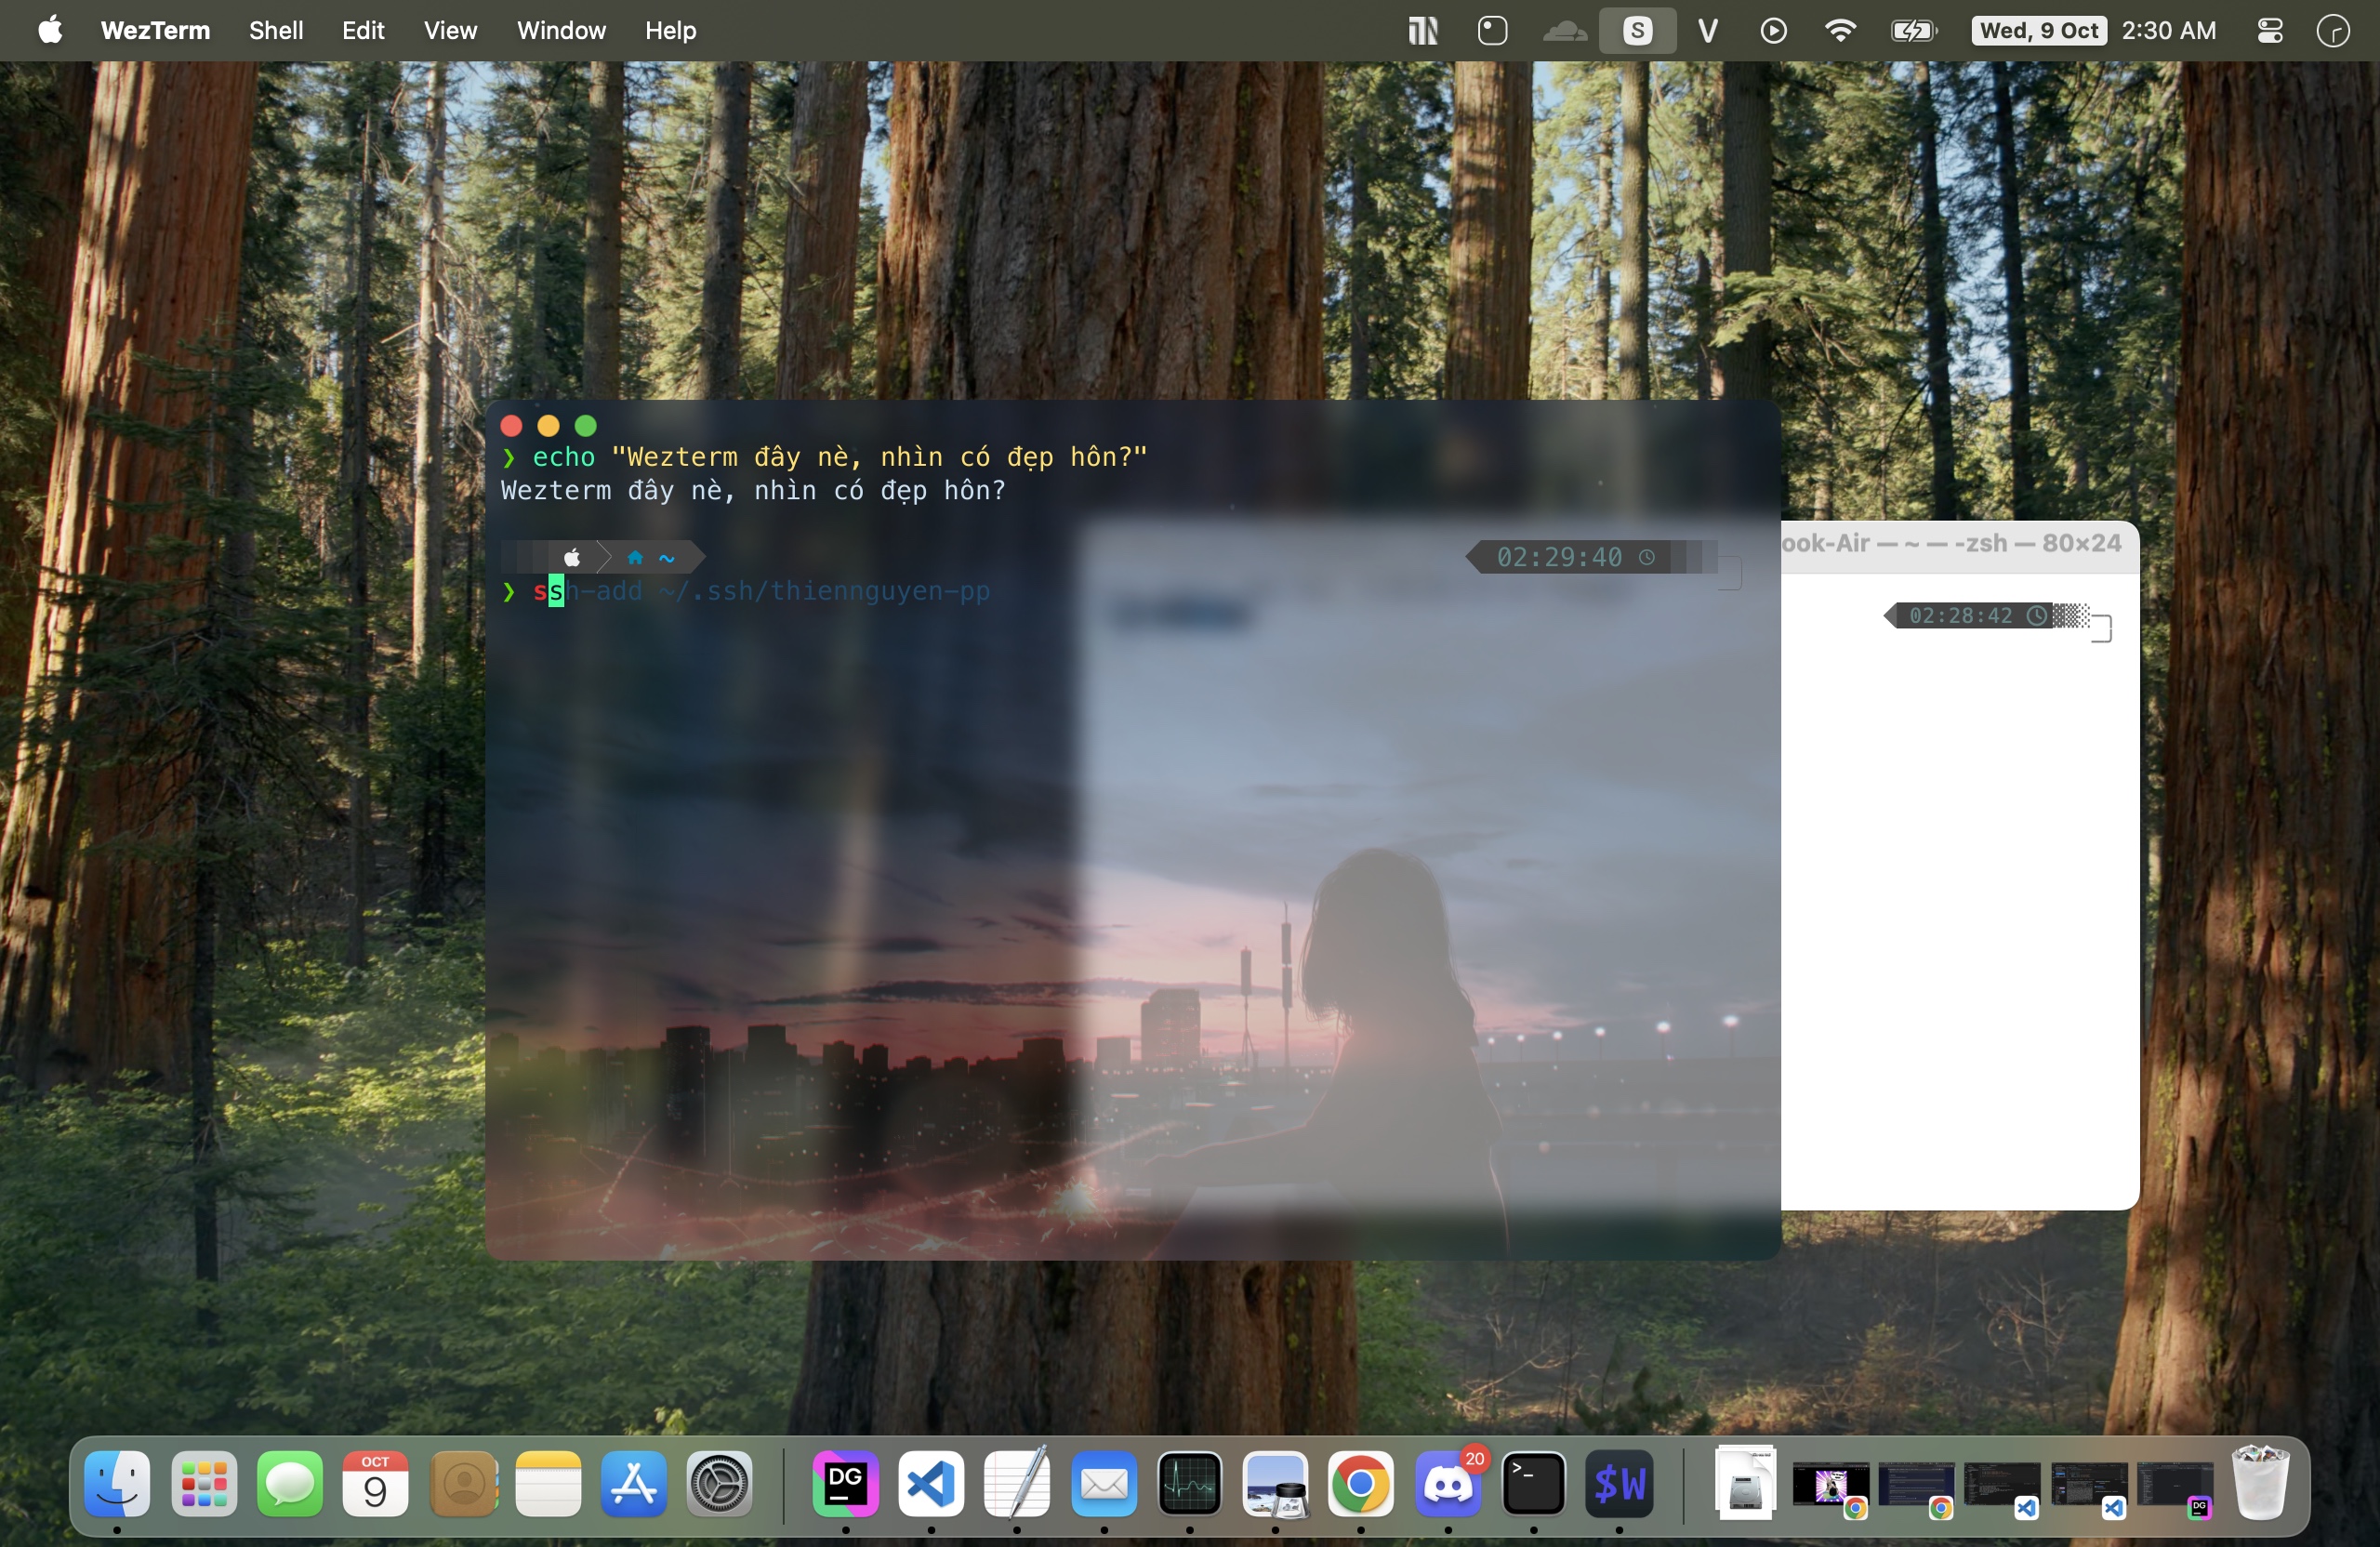 WezTerm Shell Edit View Window Help S V Wed, 9 Oct 2:30 AM
❯ echo "Wezterm đây nè, nhìn có đẹp hôn?"
Wezterm đây nè, nhìn có đẹp hôn?
ook-Air — ~ — -zsh — 80×24
~ 02:29:40
❯ ssh-add ~/.ssh/thiennguyen-pp
02:28:42
OCT
9
DG
20
>_
$W
DG